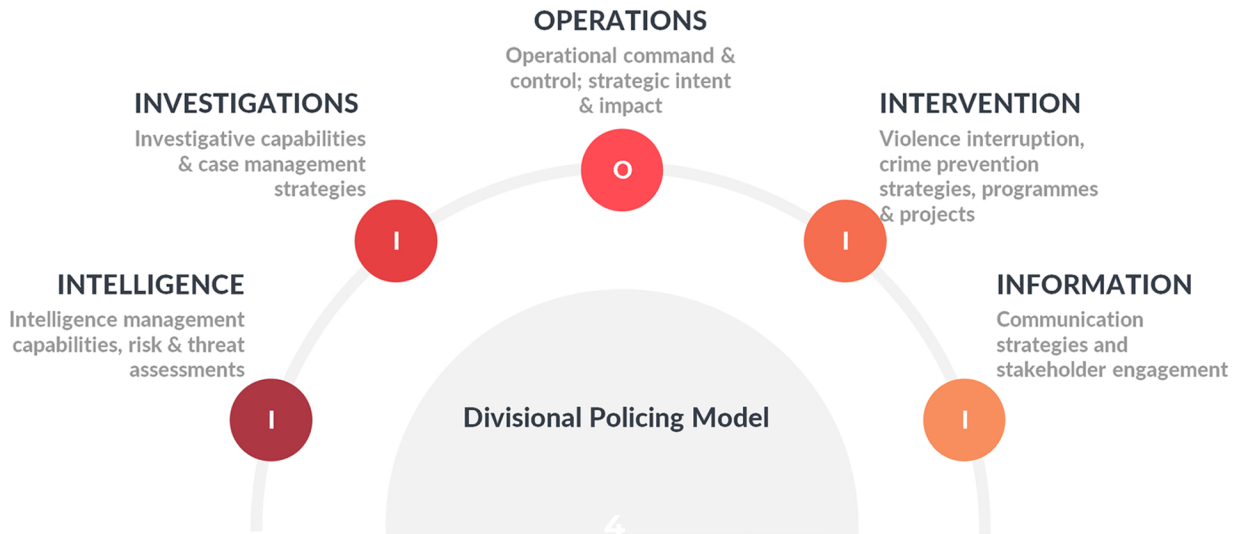 OPERATIONS
Operational command &
control; strategic intent
& impact
INVESTIGATIONS
Investigative capabilities
& case management
strategies
INTERVENTION
Violence interruption,
crime prevention
strategies, programmes
& projects
O
I
I
INTELLIGENCE
Intelligence management
capabilities, risk & threat
assessments
INFORMATION
Communication
strategies and
stakeholder engagement
I
Divisional Policing Model
I
4